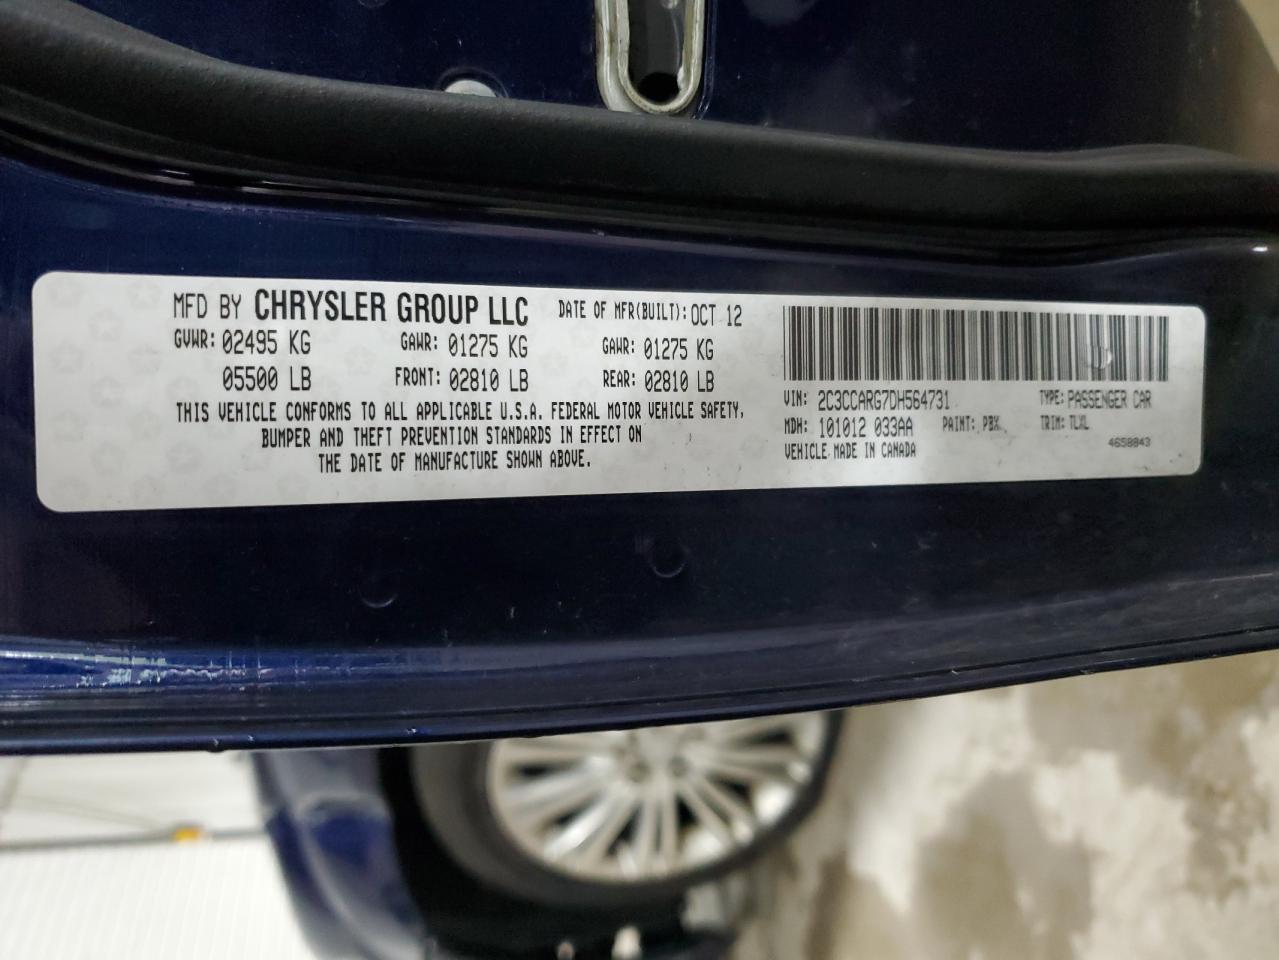 MFD BY CHRYSLER GROUP LLC DATE OF MFR(BUILT): OCT 12
GVWR: 02495 KG GAWR: 01275 KG GAWR: 01275 KG
05500 LB FRONT: 02810 LB REAR: 02810 LB
THIS VEHICLE CONFORMS TO ALL APPLICABLE U.S.A. FEDERAL MOTOR VEHICLE SAFETY,
BUMPER AND THEFT PREVENTION STANDARDS IN EFFECT ON
THE DATE OF MANUFACTURE SHOWN ABOVE.
VIN: 2C3CCARG7DH564731 TYPE: PASSENGER CAR
MDH: 101012 033AA PAINT: PBX TRIM: TLXL
VEHICLE MADE IN CANADA 4658843